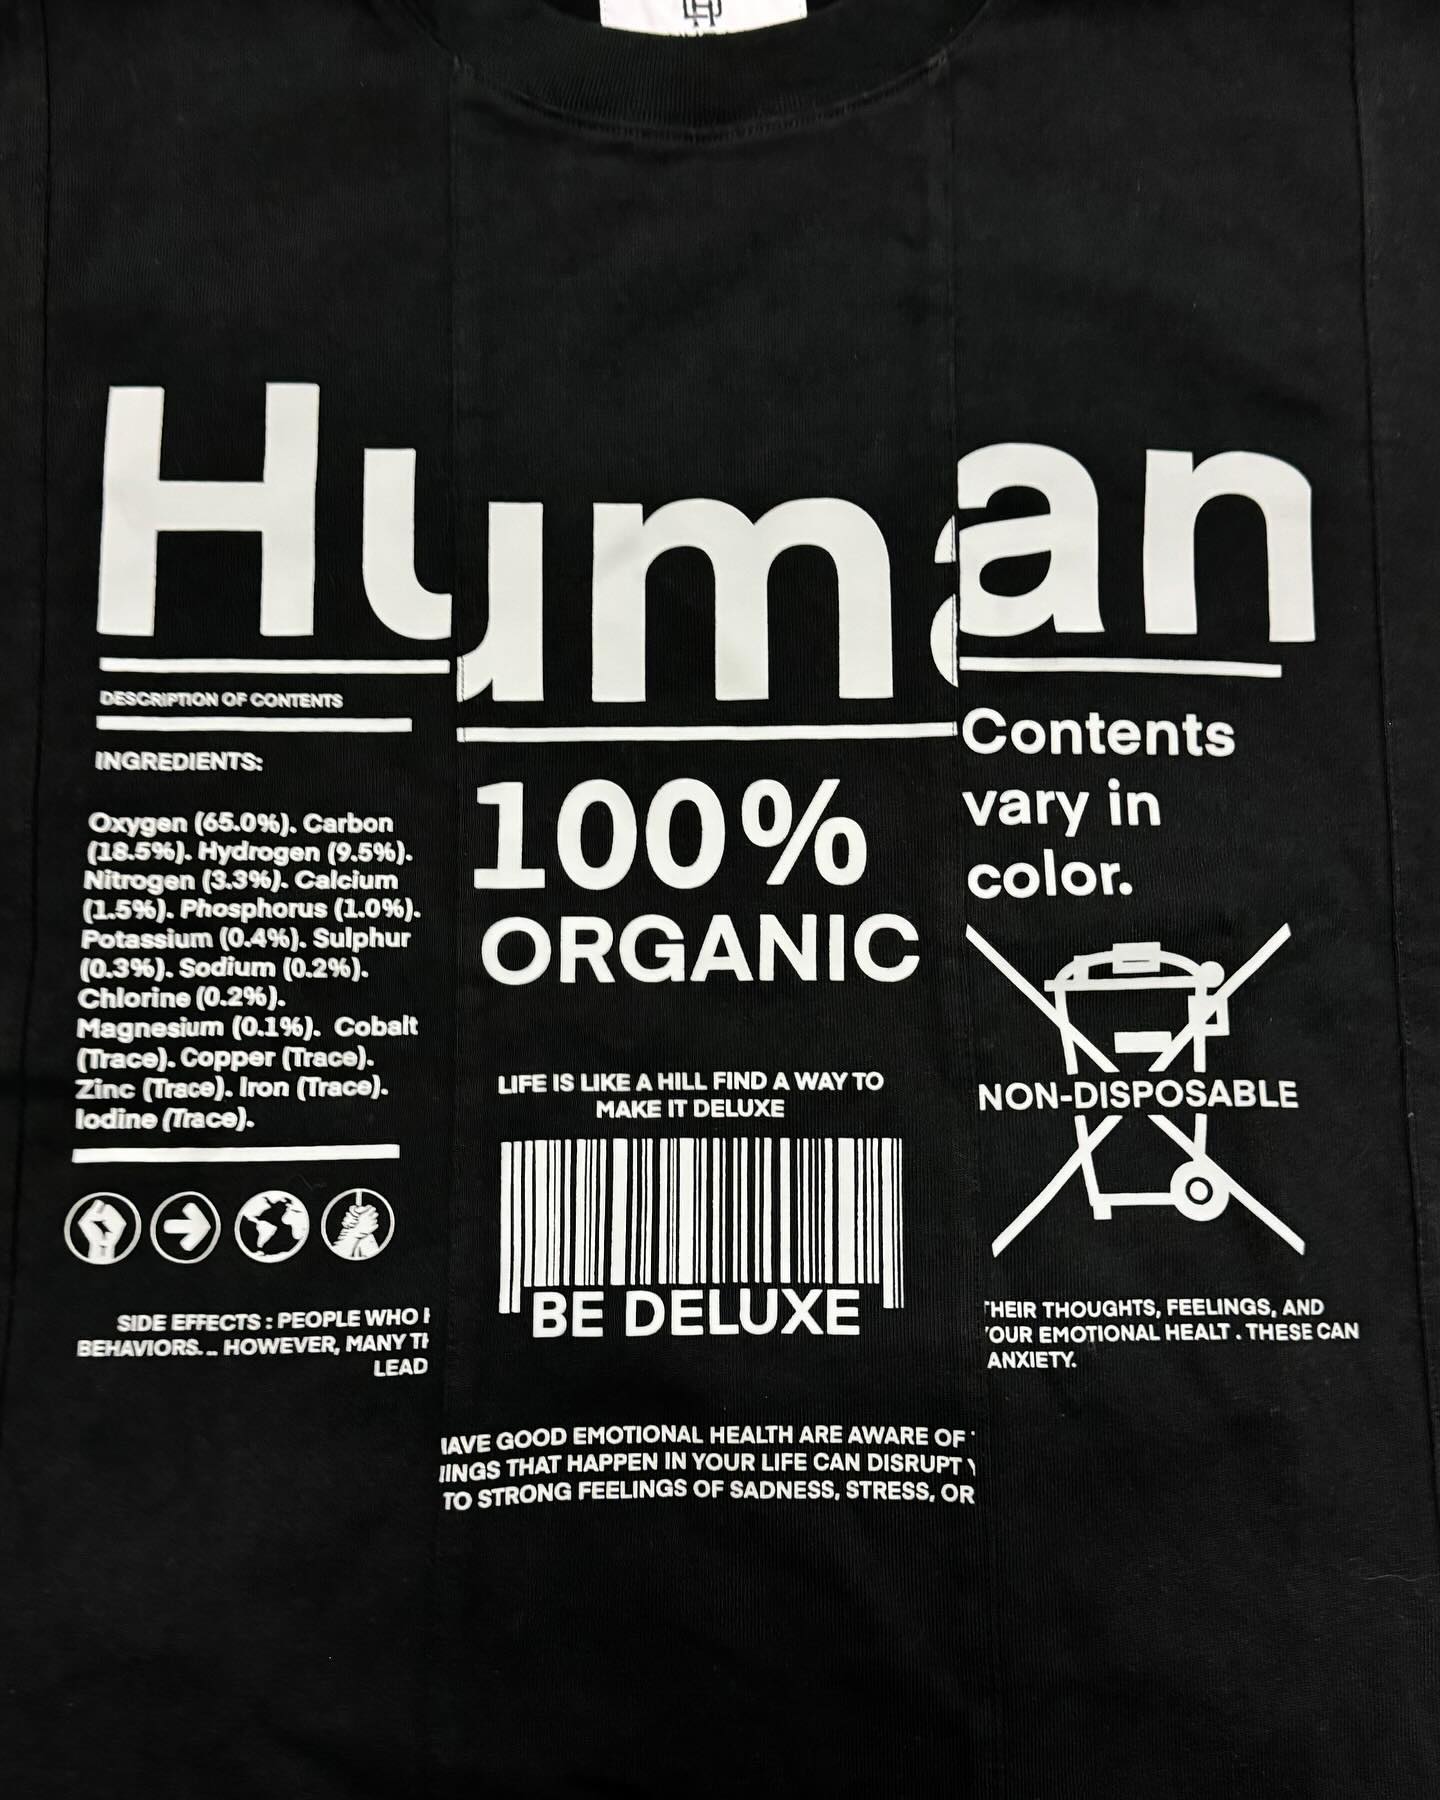 Human
DESCRIPTION OF CONTENTS
INGREDIENTS:
Oxygen (65.0%). Carbon
(18.5%). Hydrogen (9.5%).
Nitrogen (3.3%). Calcium
(1.5%). Phosphorus (1.0%).
Potassium (0.4%). Sulphur
(0.3%). Sodium (0.2%).
Chlorine (0.2%).
Magnesium (0.1%). Cobalt
(Trace). Copper (Trace).
Zinc (Trace). Iron (Trace).
Iodine (Trace).
100%
ORGANIC
LIFE IS LIKE A HILL FIND A WAY TO
MAKE IT DELUXE
BE DELUXE
Contents
vary in
color.
NON-DISPOSABLE
SIDE EFFECTS : PEOPLE WHO HAVE GOOD EMOTIONAL HEALTH ARE AWARE OF THEIR THOUGHTS, FEELINGS, AND
BEHAVIORS... HOWEVER, MANY THINGS THAT HAPPEN IN YOUR LIFE CAN DISRUPT YOUR EMOTIONAL HEALT . THESE CAN
LEAD TO STRONG FEELINGS OF SADNESS, STRESS, OR ANXIETY.